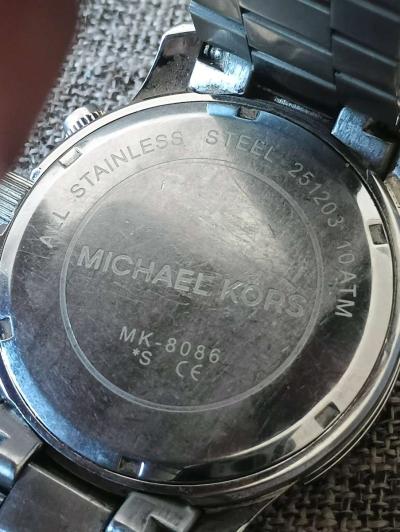 ALL STAINLESS STEEL 251203 10 ATM
MICHAEL KORS
MK-8086
*S CE